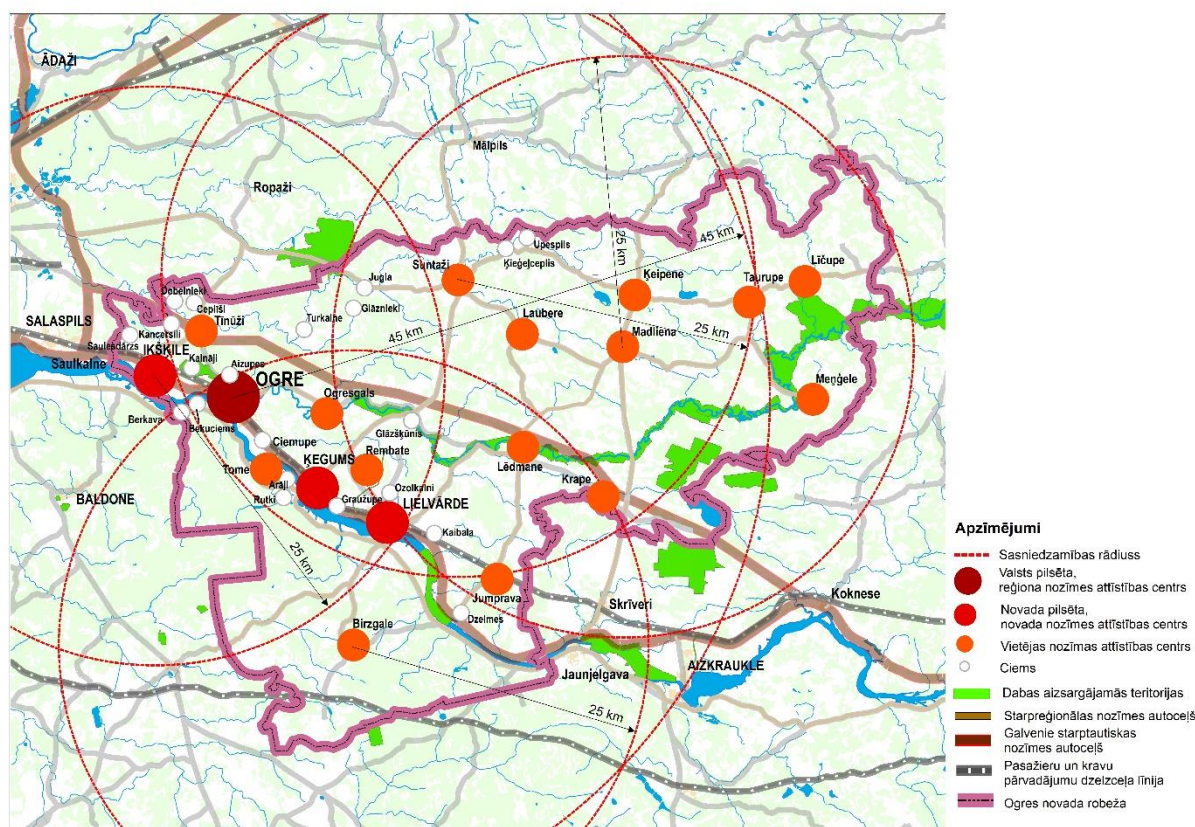 ĀDAŽI
Mālpils
Ropaži
Upespils
Ķieģeļceplis
45 km
25 km
Suntaži
Jugla
Ķeipene
Taurupe
Līčupe
Dobelnieki
Ceplīši
Glāznieki
Tīnūži
Turkalne
Laubere
Madliena
25 km
45 km
SALASPILS
Kancersili
Saulesdārzs
IKŠĶILE
Kalnāji
Aizupes
Saulkalne
OGRE
Meņģele
Ogresgals
Berkava
Bekuciems
Glāzšķūnis
Ciemupe
ĶEGUMS
Rembate
Lēdmane
Tome
Arāji
Rutki
Ozolkalni
Graužupe
LIELVĀRDE
Krape
BALDONE
Kaibala
25 km
Jumprava
Dzelmes
Skrīveri
Koknese
Birzgale
Jaunjelgava
AIZKRAUKLE
25 km
Apzīmējumi
Sasniedzamības rādiuss
Valsts pilsēta,
reģiona nozīmes attīstības centrs
Novada pilsēta,
novada nozīmes attīstības centrs
Vietējas nozīmas attīstības centrs
Ciems
Dabas aizsargājamās teritorijas
Starpreģionālas nozīmes autoceļš
Galvenie starptautiskas
nozīmes autoceļš
Pasažieru un kravu
pārvadājumu dzelzceļa līnija
Ogres novada robeža